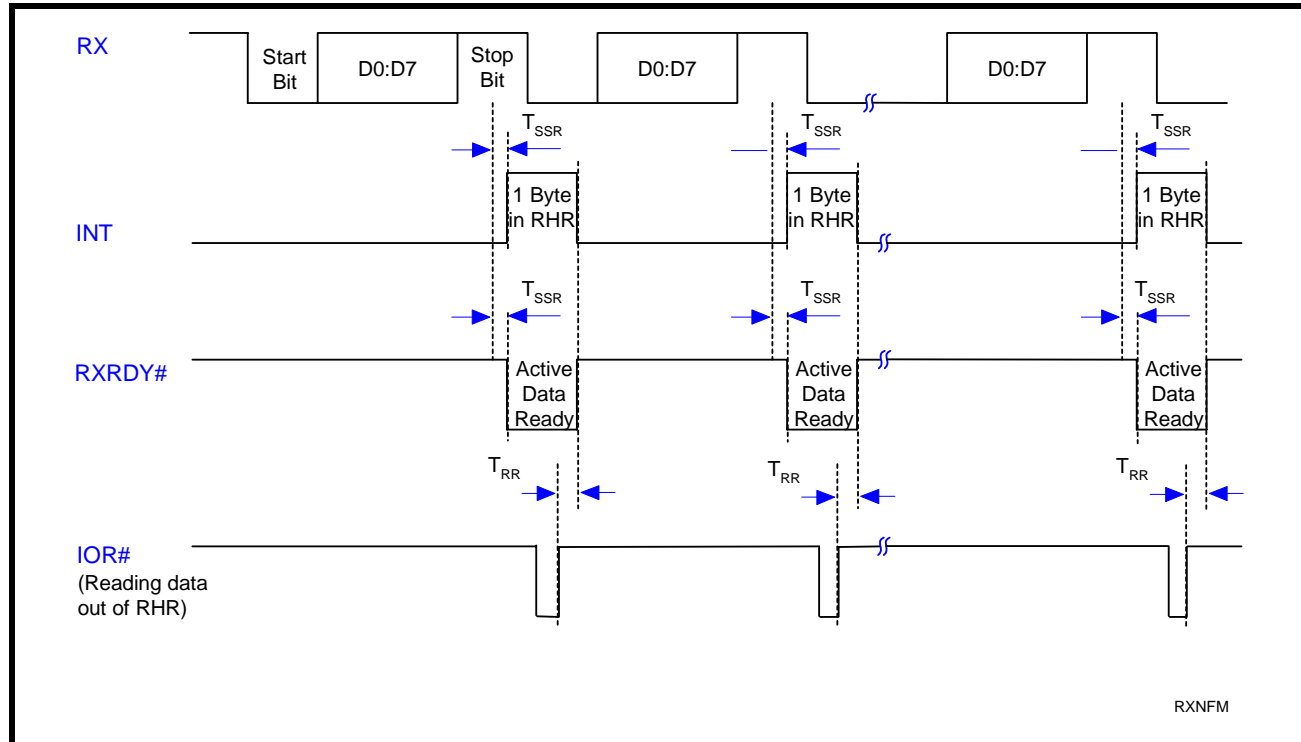 RX
Start
Bit
D0:D7
Stop
Bit
D0:D7
D0:D7
TSSR
TSSR
TSSR
INT
1 Byte
in RHR
1 Byte
in RHR
1 Byte
in RHR
TSSR
TSSR
TSSR
RXRDY#
Active
Data
Ready
Active
Data
Ready
Active
Data
Ready
TRR
TRR
TRR
IOR#
(Reading data
out of RHR)
RXNFM